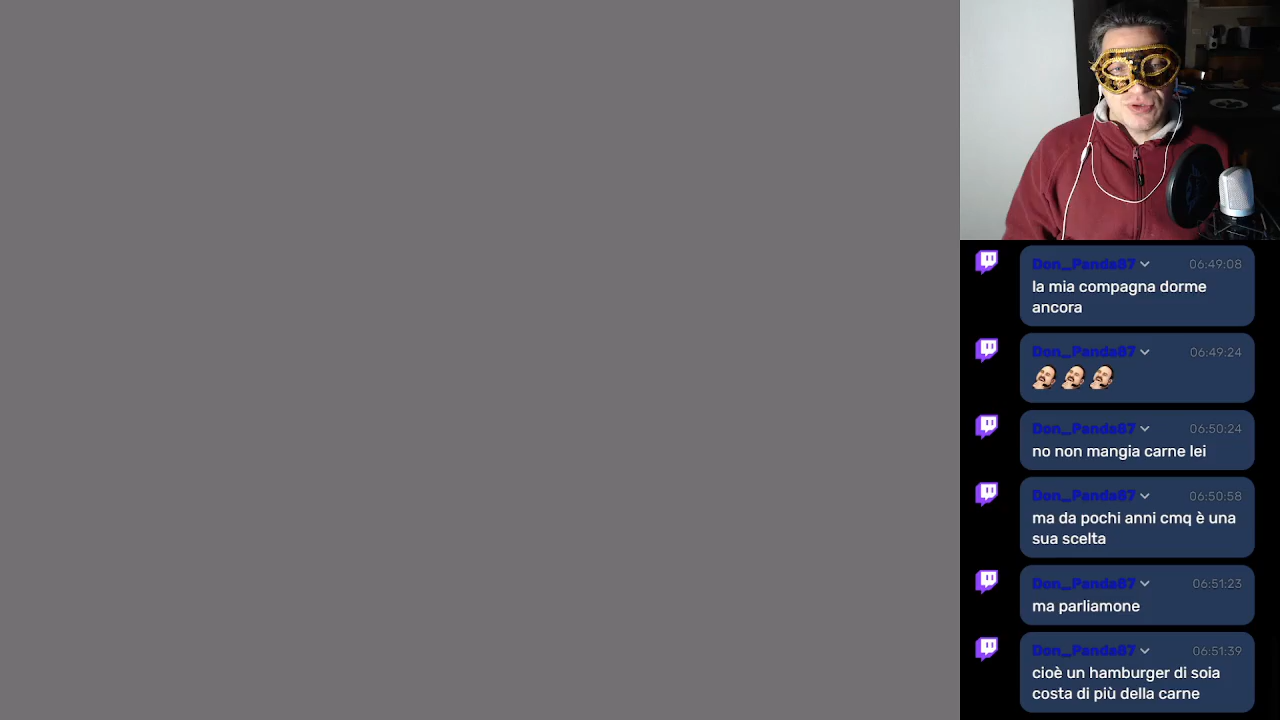 Don_Panda87 06:49:08
la mia compagna dorme
ancora
Don_Panda87 06:49:24
Don_Panda87 06:50:24
no non mangia carne lei
Don_Panda87 06:50:58
ma da pochi anni cmq è una
sua scelta
Don_Panda87 06:51:23
ma parliamone
Don_Panda87 06:51:39
cioè un hamburger di soia
costa di più della carne